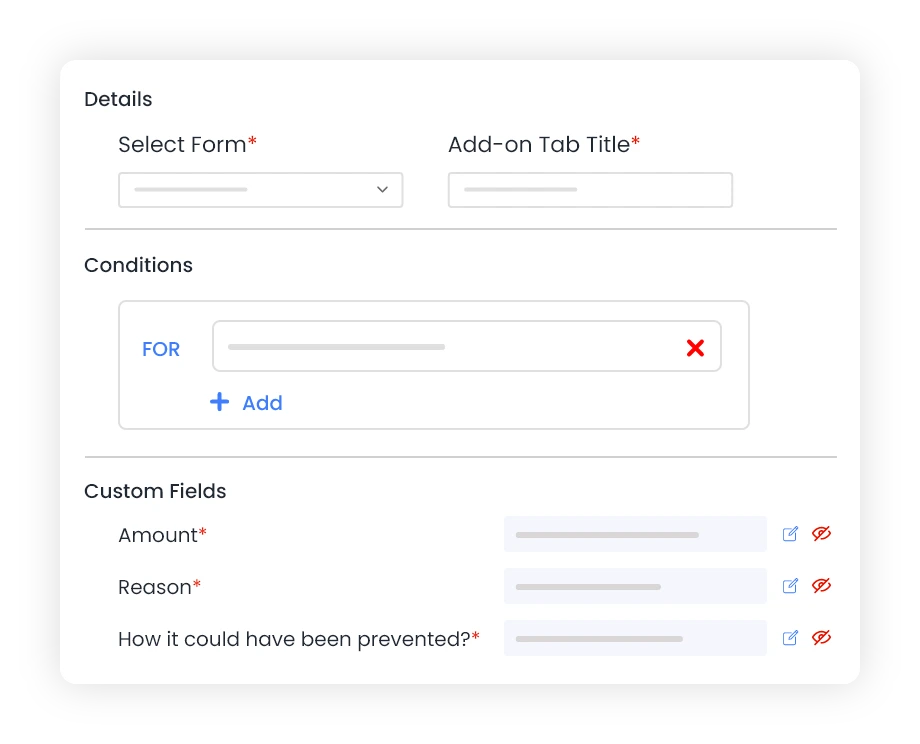 Details
Select Form* Add-on Tab Title*
Conditions
FOR
Add
Custom Fields
Amount*
Reason*
How it could have been prevented?*